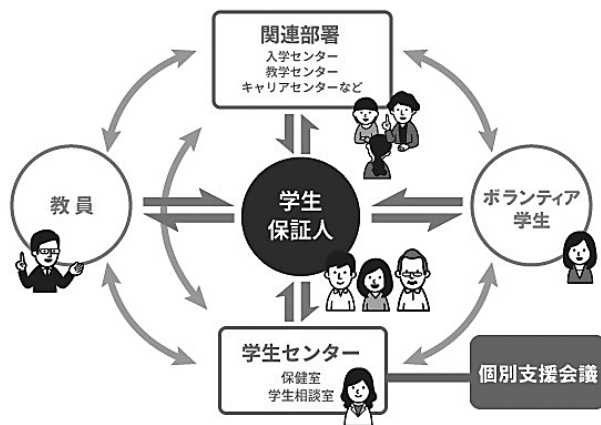 関連部署
入学センター
教学センター
キャリアセンターなど
教員
学生
保証人
ボランティア
学生
学生センター
保健室
学生相談室
個別支援会議